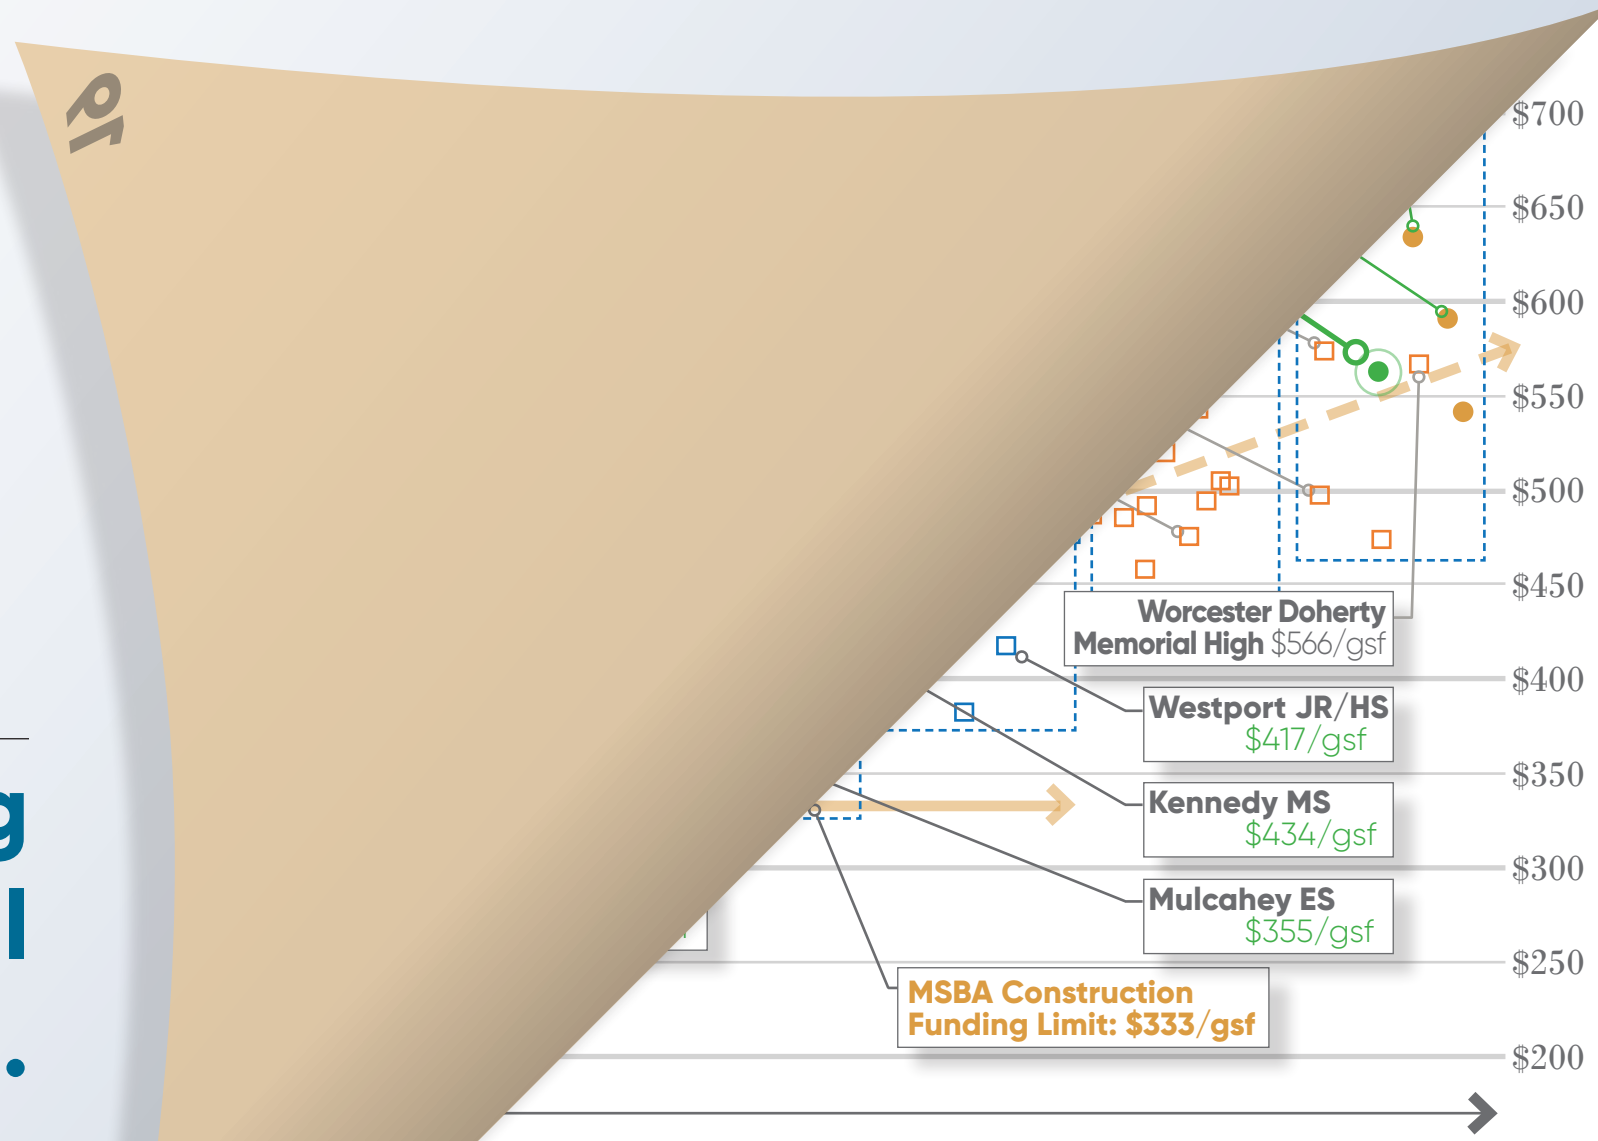 $700
$650
$600
$550
$500
$450
Worcester Doherty
Memorial High $566/gsf
$400
Westport JR/HS
$417/gsf
$350
Kennedy MS
$434/gsf
$300
Mulcahey ES
$355/gsf
$250
MSBA Construction
Funding Limit: $333/gsf
$200